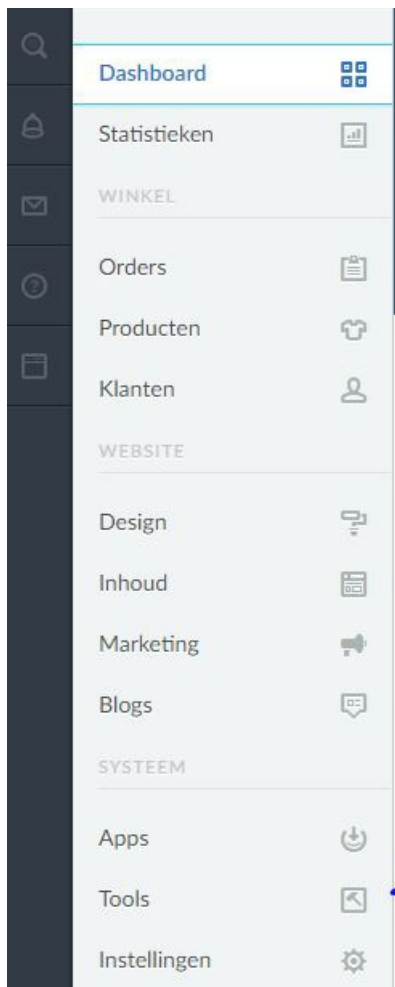 Dashboard
Statistieken
WINKEL
Orders
Producten
Klanten
WEBSITE
Design
Inhoud
Marketing
Blogs
SYSTEEM
Apps
Tools
Instellingen